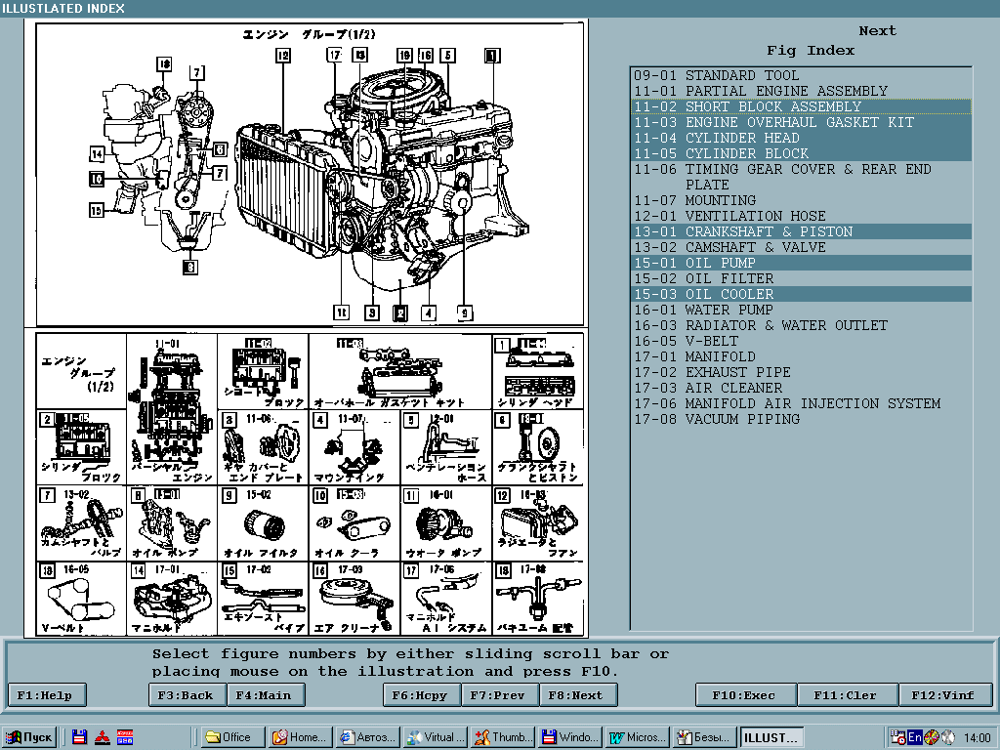 ILLUSTLATED INDEX
Next
Fig Index
エンジン グループ(1/2)
18 7 12 17 13 19 16 5 1
14 6
10 7
15
8
11 3 2 4 9
09-01 STANDARD TOOL
11-01 PARTIAL ENGINE ASSEMBLY
11-02 SHORT BLOCK ASSEMBLY
11-03 ENGINE OVERHAUL GASKET KIT
11-04 CYLINDER HEAD
11-05 CYLINDER BLOCK
11-06 TIMING GEAR COVER & REAR END
PLATE
11-07 MOUNTING
12-01 VENTILATION HOSE
13-01 CRANKSHAFT & PISTON
13-02 CAMSHAFT & VALVE
15-01 OIL PUMP
15-02 OIL FILTER
15-03 OIL COOLER
16-01 WATER PUMP
16-03 RADIATOR & WATER OUTLET
16-05 V-BELT
17-01 MANIFOLD
17-02 EXHAUST PIPE
17-03 AIR CLEANER
17-06 MANIFOLD AIR INJECTION SYSTEM
17-08 VACUUM PIPING
エンジン
グループ
(1/2)
11-01
パーシャル
エンジン
11-02
ショート
ブロック
11-03
オーバホール ガスケット キット
1 11-04
シリンダ ヘッド
2 11-05
シリンダ
ブロック
3 11-06
ギヤ カバーと
エンド プレート
4 11-07
マウンティング
5 12-01
ベンチレーション
ホース
6 13-01
クランクシャフト
とピストン
7 13-02
カムシャフトと
バルブ
8 15-01
オイル ポンプ
9 15-02
オイル フィルタ
10 15-03
オイル クーラ
11 16-01
ウオータ ポンプ
12 16-03
ラジエータと
フアン
13 16-05
V-ベルト
14 17-01
マニホルド
15 17-02
エキゾースト
パイプ
16 17-03
エア クリーナ
17 17-06
マニホルド
AI システム
18 17-08
バキユーム 配管
Select figure numbers by either sliding scroll bar or
placing mouse on the illustration and press F10.
F1:Help F3:Back F4:Main F6:Hcpy F7:Prev F8:Next F10:Exec F11:Cler F12:Vinf
Пуск Office Home... Автоз... Virtual ... Thumb... Windo... Micros... Безы... ILLUST... En 14:00